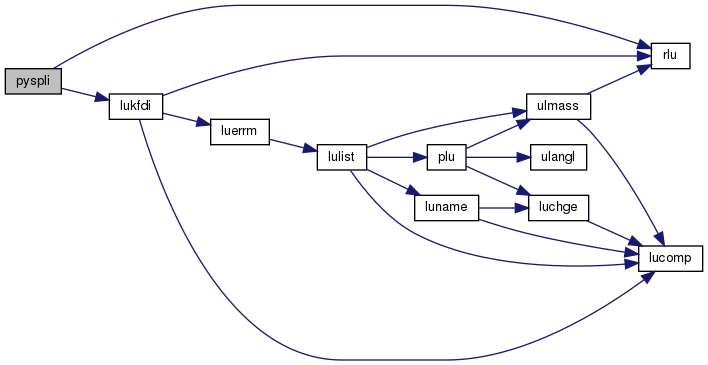 pyspli
lukfdi
luerrm
lulist
plu
luname
ulmass
ulangl
luchge
rlu
lucomp